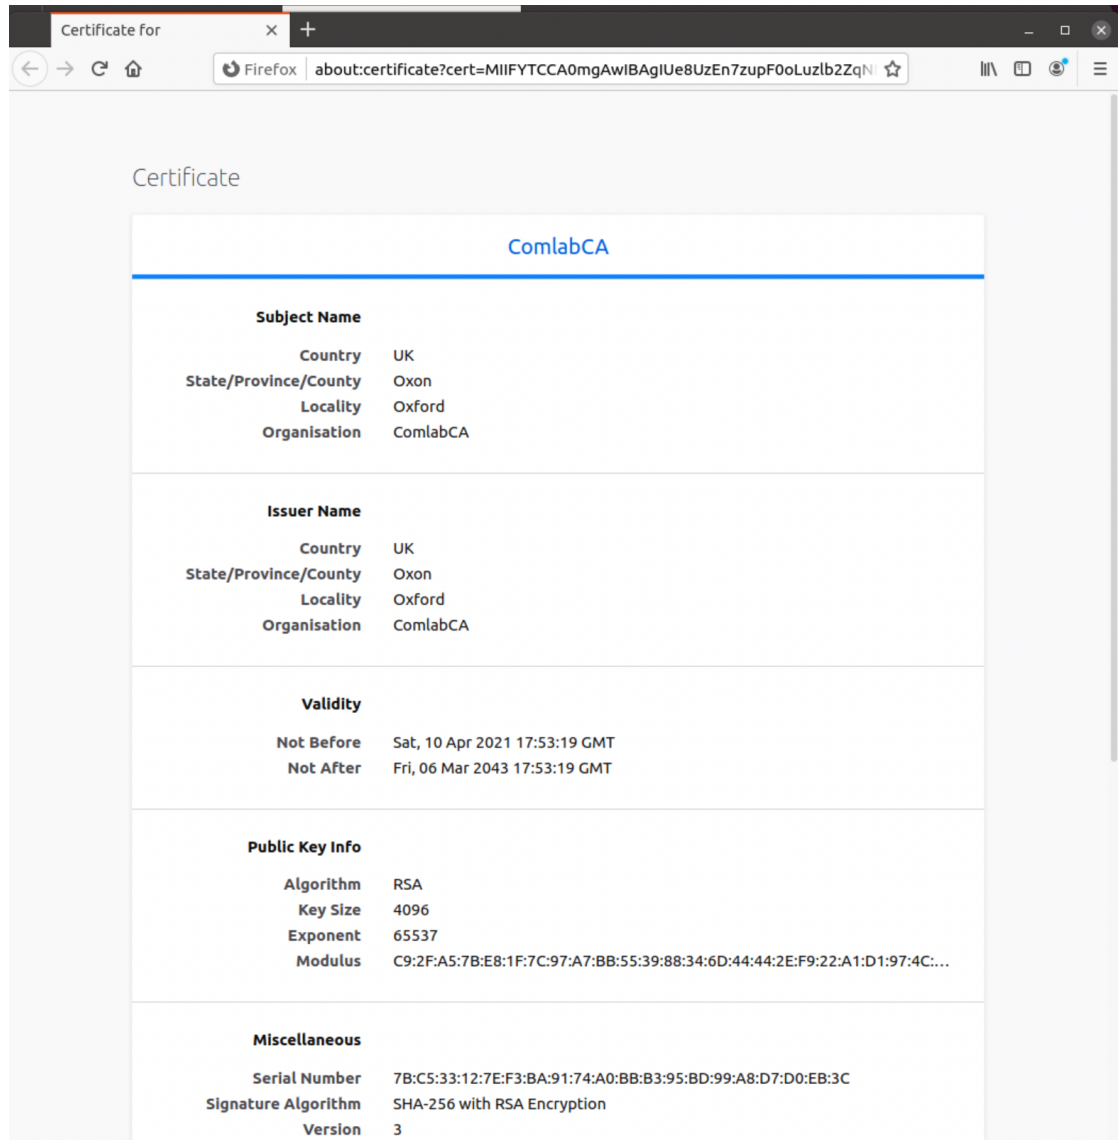 Certificate for
Firefox about:certificate?cert=MIIFYTCCA0mgAwIBAgIUe8UzEn7zupF0oLuzlb2ZqNI
Certificate
ComlabCA
Subject Name
Country UK
State/Province/County Oxon
Locality Oxford
Organisation ComlabCA
Issuer Name
Country UK
State/Province/County Oxon
Locality Oxford
Organisation ComlabCA
Validity
Not Before Sat, 10 Apr 2021 17:53:19 GMT
Not After Fri, 06 Mar 2043 17:53:19 GMT
Public Key Info
Algorithm RSA
Key Size 4096
Exponent 65537
Modulus C9:2F:A5:7B:E8:1F:7C:97:A7:BB:55:39:88:34:6D:44:44:2E:F9:22:A1:D1:97:4C:…
Miscellaneous
Serial Number 7B:C5:33:12:7E:F3:BA:91:74:A0:BB:B3:95:BD:99:A8:D7:D0:EB:3C
Signature Algorithm SHA-256 with RSA Encryption
Version 3